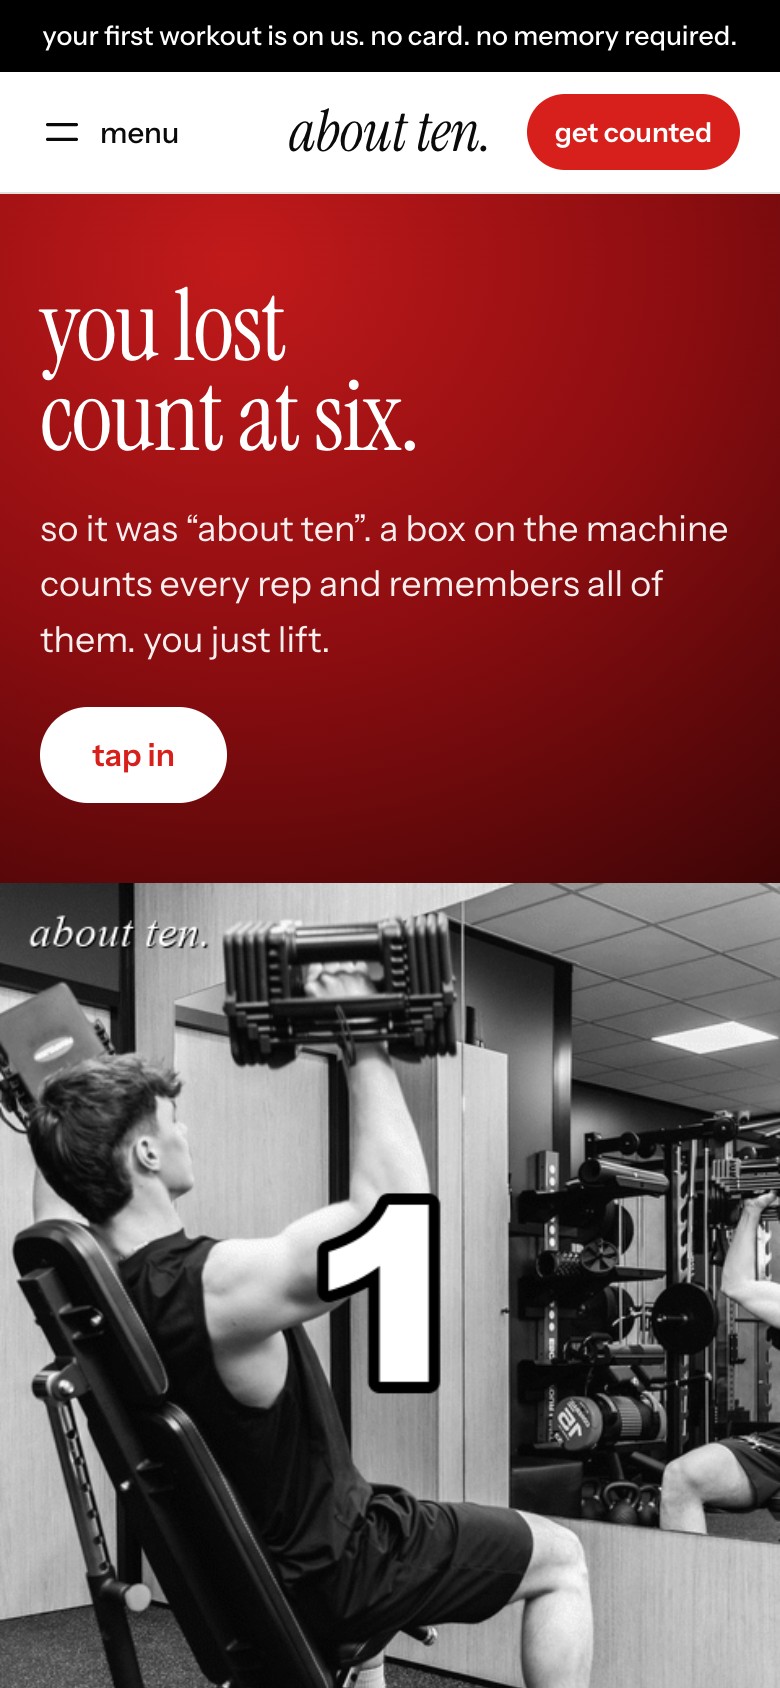 your first workout is on us. no card. no memory required.
menu
about ten.
get counted
you lost
count at six.
so it was “about ten”. a box on the machine
counts every rep and remembers all of
them. you just lift.
tap in
about ten.
1